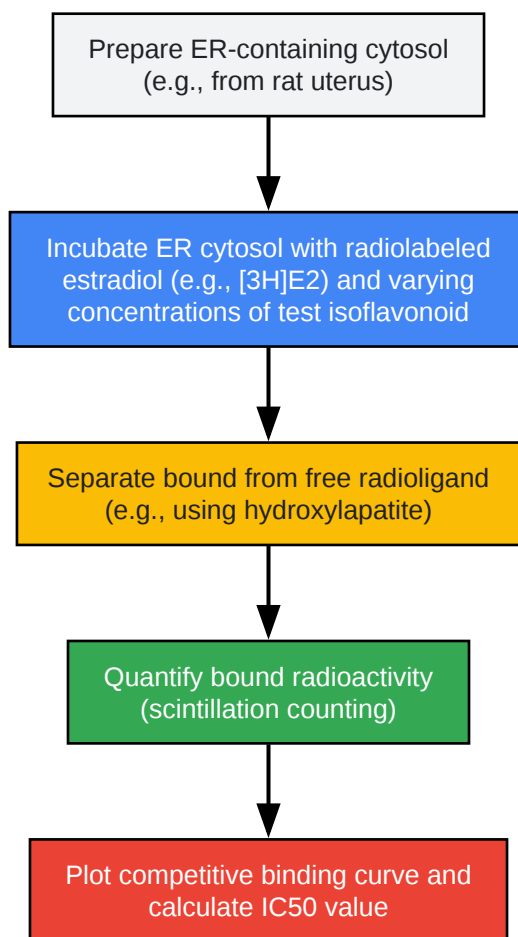 Prepare ER-containing cytosol
(e.g., from rat uterus)
Incubate ER cytosol with radiolabeled
estradiol (e.g., [3H]E2) and varying
concentrations of test isoflavonoid
Separate bound from free radioligand
(e.g., using hydroxylapatite)
Quantify bound radioactivity
(scintillation counting)
Plot competitive binding curve and
calculate IC50 value